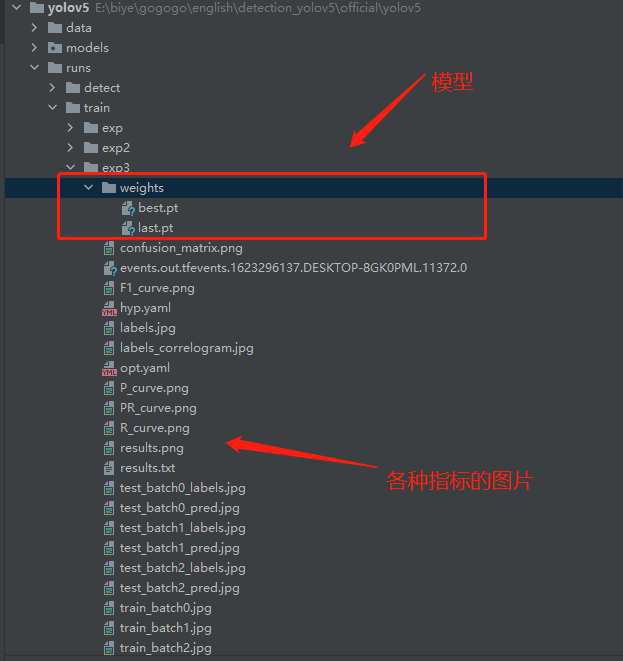 yolov5 E:\biye\gogogo\english\detection_yolov5\official\yolov5
data
models
runs
detect
模型
train
exp
exp2
exp3
weights
best.pt
last.pt
confusion_matrix.png
events.out.tfevents.1623296137.DESKTOP-8GK0PML.11372.0
F1_curve.png
hyp.yaml
labels.jpg
labels_correlogram.jpg
opt.yaml
P_curve.png
PR_curve.png
R_curve.png
results.png
results.txt
各种指标的图片
test_batch0_labels.jpg
test_batch0_pred.jpg
test_batch1_labels.jpg
test_batch1_pred.jpg
test_batch2_labels.jpg
test_batch2_pred.jpg
train_batch0.jpg
train_batch1.jpg
train_batch2.jpg